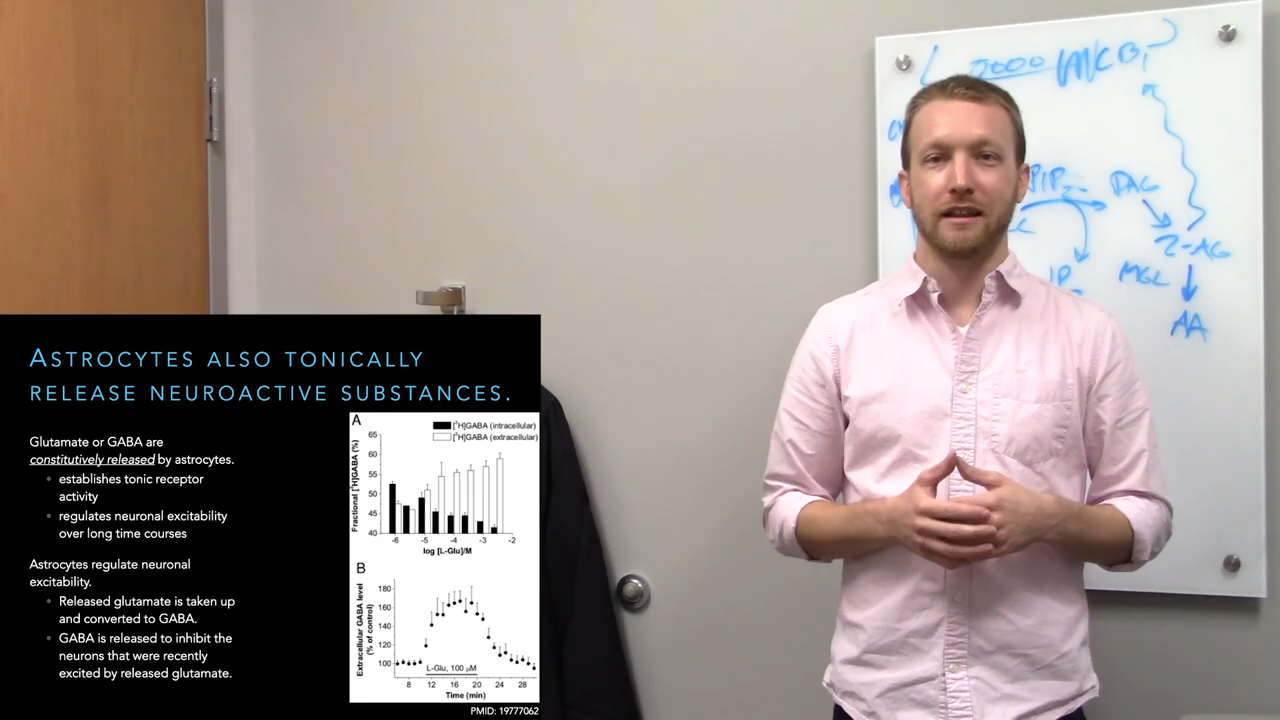 ( 2000 (A)/CB1 )
PIP2
DAG
2-AG
MGL
IP
AA
ASTROCYTES ALSO TONICALLY
RELEASE NEUROACTIVE SUBSTANCES.
Glutamate or GABA are
constitutively released by astrocytes.
• establishes tonic receptor
activity
• regulates neuronal excitability
over long time courses
Astrocytes regulate neuronal
excitability.
• Released glutamate is taken up
and converted to GABA.
• GABA is released to inhibit the
neurons that were recently
excited by released glutamate.
A
[³H]GABA (intracellular)
[³H]GABA (extracellular)
Fractional [³H]GABA (%)
65
60
55
50
45
40
-6 -5 -4 -3 -2
log [L-Glu]/M
B
Extracellular GABA level
(% of control)
180
160
140
120
100
L-Glu, 100 µM
8 12 16 20 24 28
Time (min)
PMID: 19777062